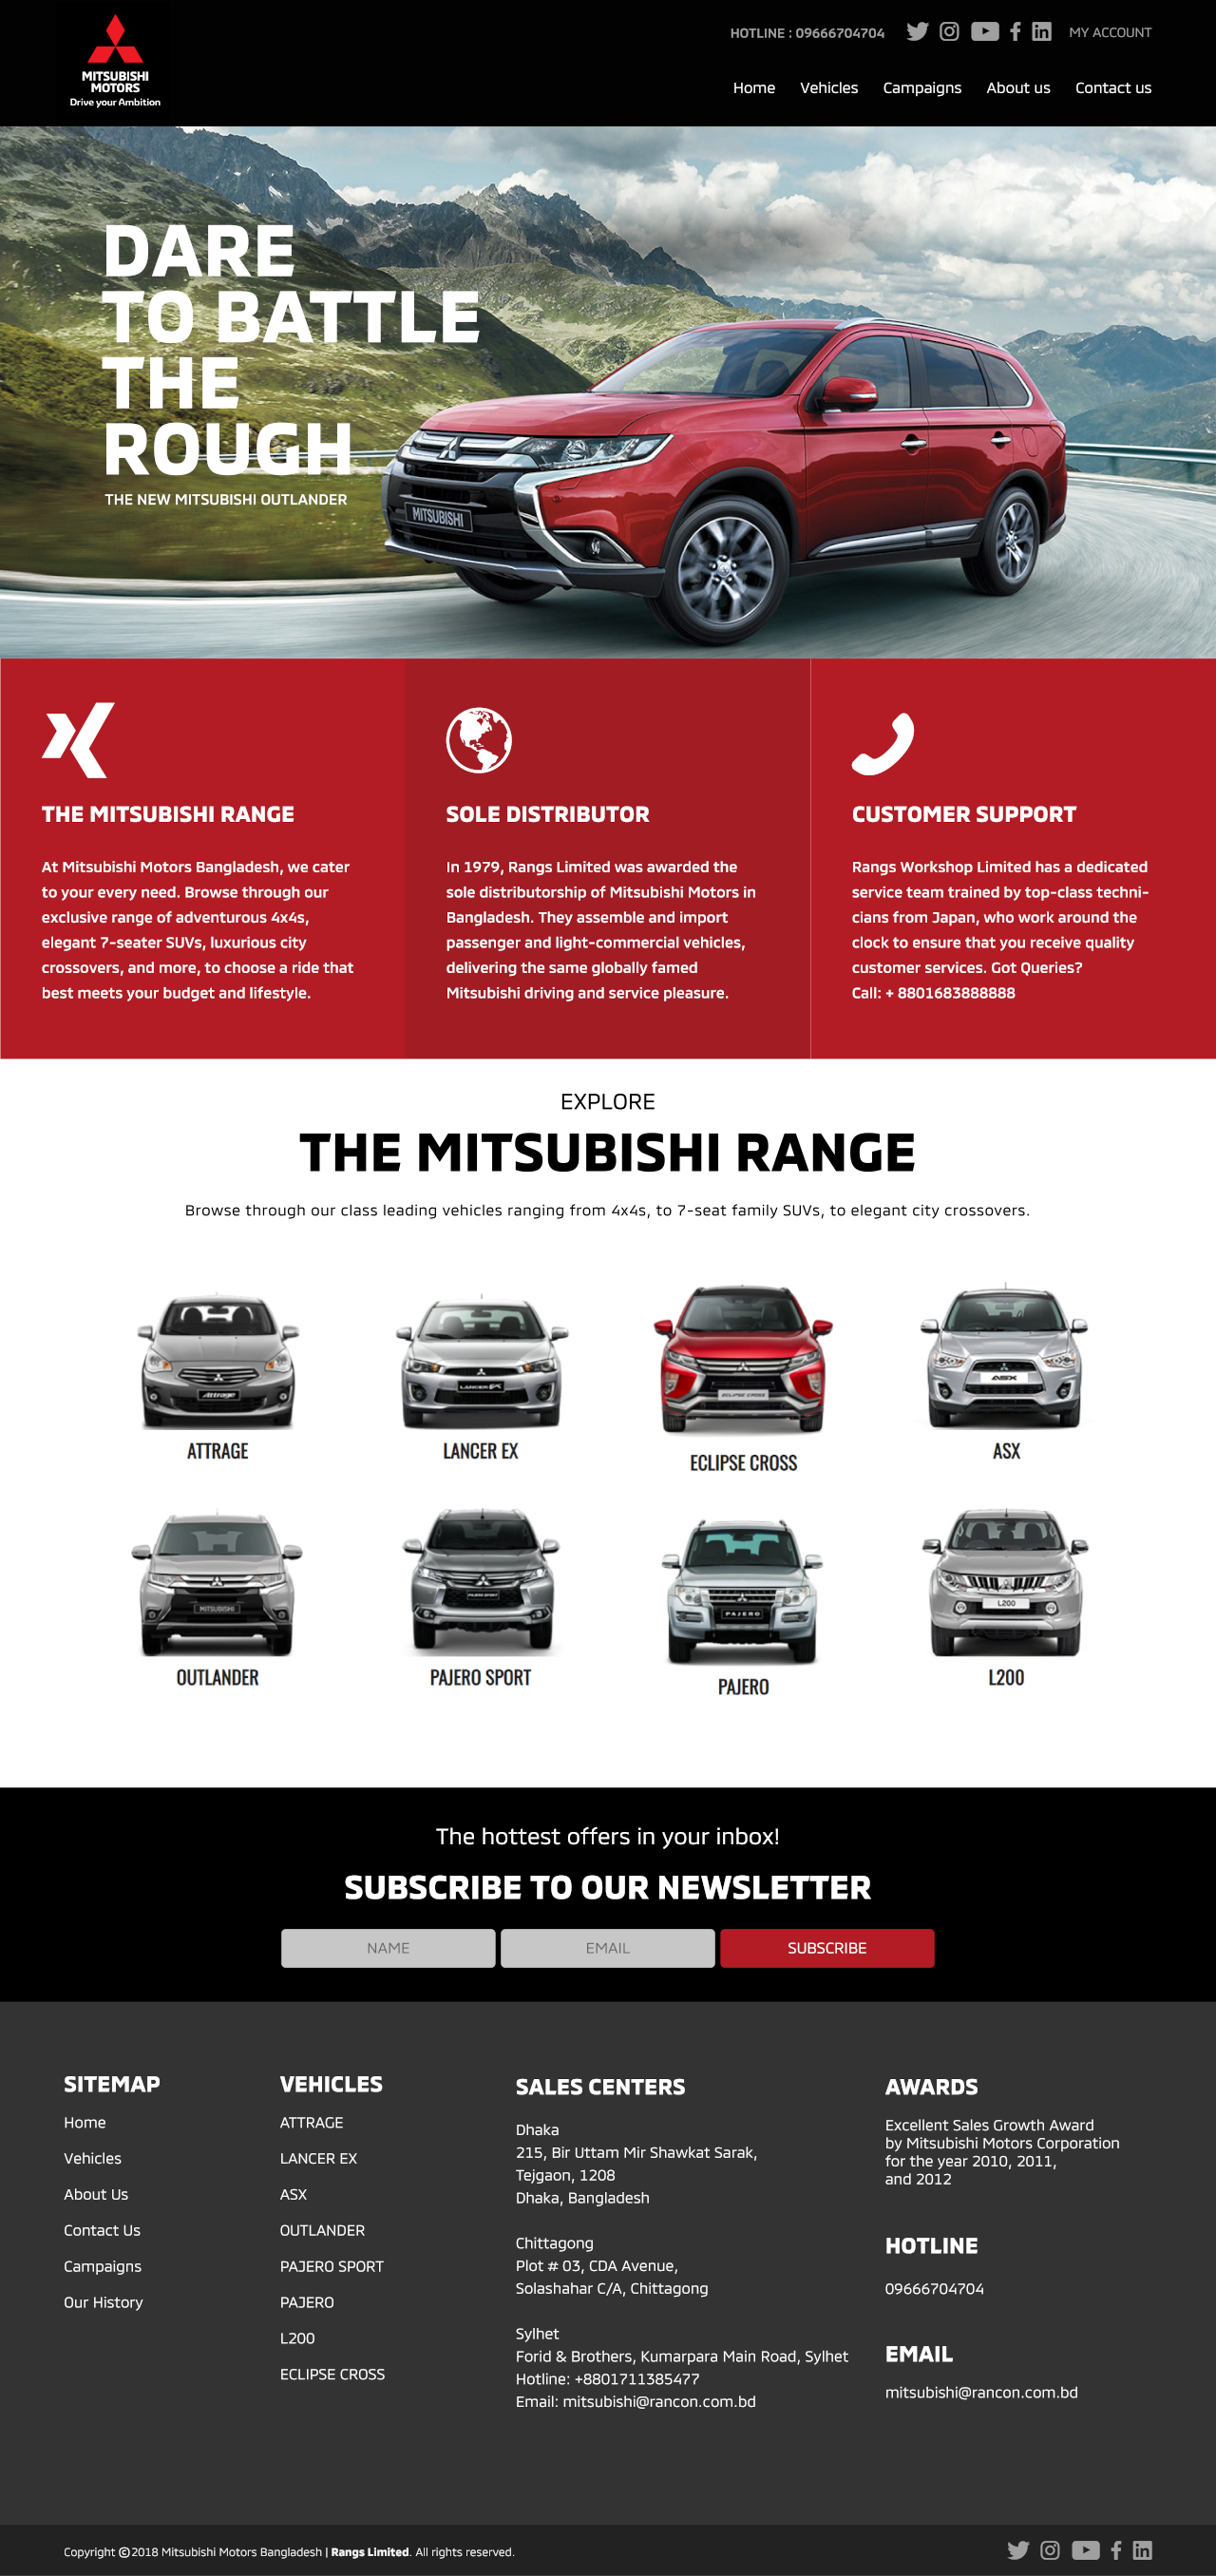 MITSUBISHI
MOTORS
Drive your Ambition
HOTLINE : 09666704704
MY ACCOUNT
Home
Vehicles
Campaigns
About us
Contact us
DARE
TO BATTLE
THE
ROUGH
THE NEW MITSUBISHI OUTLANDER
MITSUBISHI
THE MITSUBISHI RANGE
At Mitsubishi Motors Bangladesh, we cater
to your every need. Browse through our
exclusive range of adventurous 4x4s,
elegant 7-seater SUVs, luxurious city
crossovers, and more, to choose a ride that
best meets your budget and lifestyle.
SOLE DISTRIBUTOR
In 1979, Rangs Limited was awarded the
sole distributorship of Mitsubishi Motors in
Bangladesh. They assemble and import
passenger and light-commercial vehicles,
delivering the same globally famed
Mitsubishi driving and service pleasure.
CUSTOMER SUPPORT
Rangs Workshop Limited has a dedicated
service team trained by top-class techni-
cians from Japan, who work around the
clock to ensure that you receive quality
customer services. Got Queries?
Call: + 8801683888888
EXPLORE
THE MITSUBISHI RANGE
Browse through our class leading vehicles ranging from 4x4s, to 7-seat family SUVs, to elegant city crossovers.
Attrage
ATTRAGE
LANCER EX
LANCER EX
ECLIPSE CROSS
ECLIPSE CROSS
ASX
ASX
MITSUBISHI
OUTLANDER
PAJERO SPORT
PAJERO SPORT
PAJERO
PAJERO
L200
L200
The hottest offers in your inbox!
SUBSCRIBE TO OUR NEWSLETTER
NAME
EMAIL
SUBSCRIBE
SITEMAP
Home
Vehicles
About Us
Contact Us
Campaigns
Our History
VEHICLES
ATTRAGE
LANCER EX
ASX
OUTLANDER
PAJERO SPORT
PAJERO
L200
ECLIPSE CROSS
SALES CENTERS
Dhaka
215, Bir Uttam Mir Shawkat Sarak,
Tejgaon, 1208
Dhaka, Bangladesh
Chittagong
Plot # 03, CDA Avenue,
Solashahar C/A, Chittagong
Sylhet
Forid & Brothers, Kumarpara Main Road, Sylhet
Hotline: +8801711385477
Email: mitsubishi@rancon.com.bd
AWARDS
Excellent Sales Growth Award
by Mitsubishi Motors Corporation
for the year 2010, 2011,
and 2012
HOTLINE
09666704704
EMAIL
mitsubishi@rancon.com.bd
Copyright ©2018 Mitsubishi Motors Bangladesh | Rangs Limited. All rights reserved.